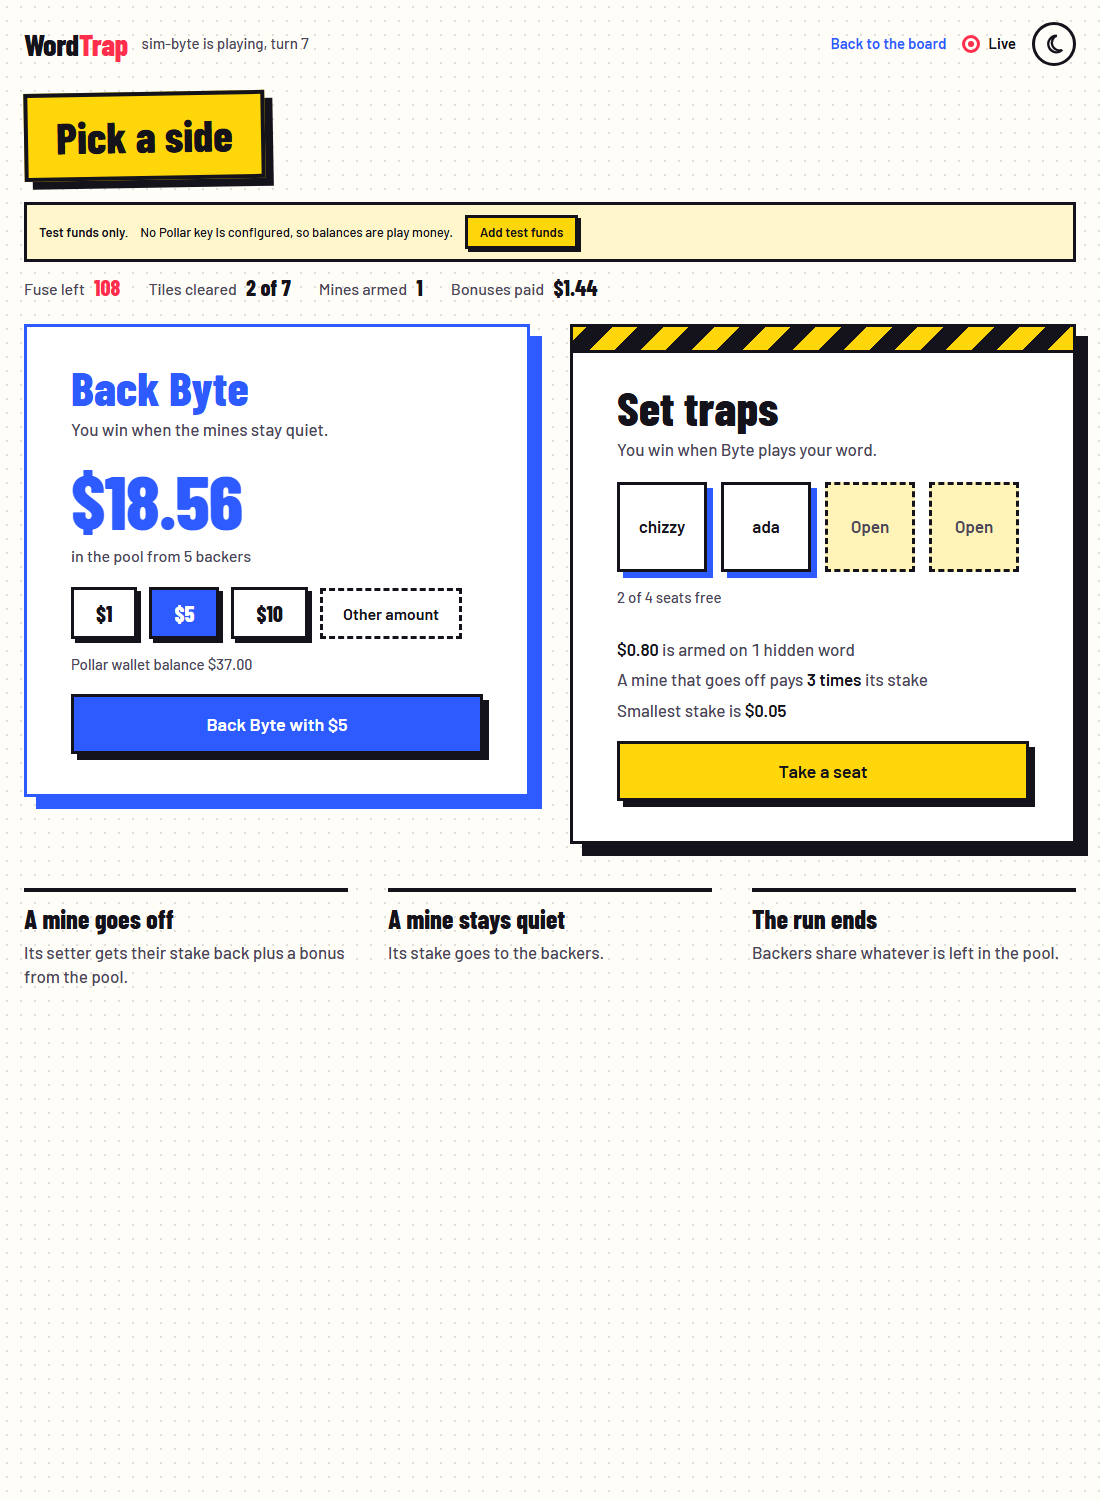 WordTrap sim-byte is playing, turn 7 Back to the board Live
Pick a side
Test funds only. No Pollar key is configured, so balances are play money. Add test funds
Fuse left 108 Tiles cleared 2 of 7 Mines armed 1 Bonuses paid $1.44
Back Byte
You win when the mines stay quiet.
$18.56
in the pool from 5 backers
$1 $5 $10 Other amount
Pollar wallet balance $37.00
Back Byte with $5
Set traps
You win when Byte plays your word.
chizzy ada Open Open
2 of 4 seats free
$0.80 is armed on 1 hidden word
A mine that goes off pays 3 times its stake
Smallest stake is $0.05
Take a seat
A mine goes off
Its setter gets their stake back plus a bonus
from the pool.
A mine stays quiet
Its stake goes to the backers.
The run ends
Backers share whatever is left in the pool.